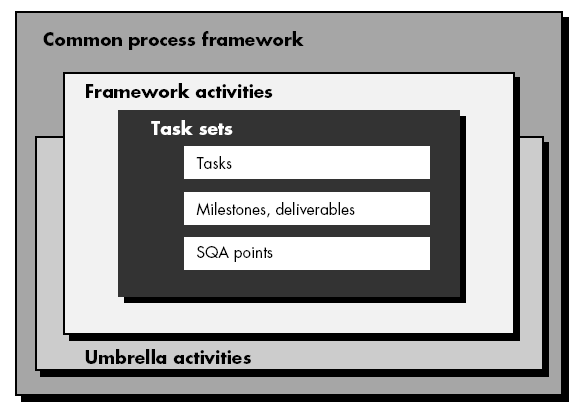 Common process framework
Framework activities
Task sets
Tasks
Milestones, deliverables
SQA points
Umbrella activities